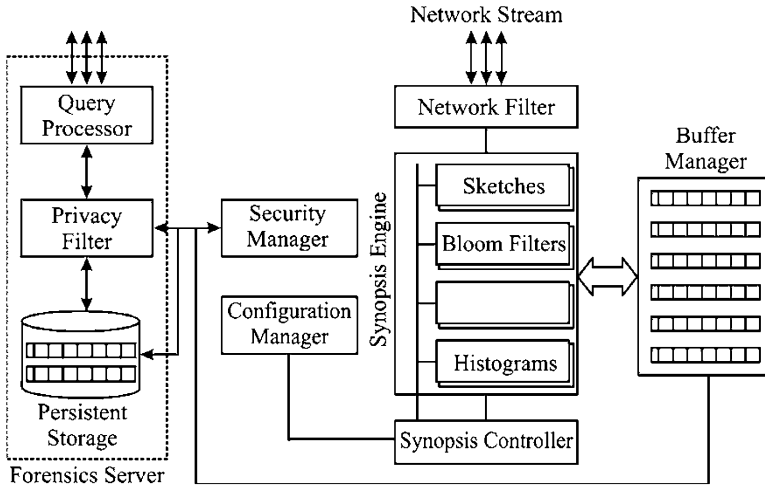 Network Stream
Query
Processor
Network Filter
Buffer
Manager
Sketches
Privacy
Filter
Security
Manager
Synopsis Engine
Bloom Filters
Configuration
Manager
Histograms
Persistent
Storage
Synopsis Controller
Forensics Server